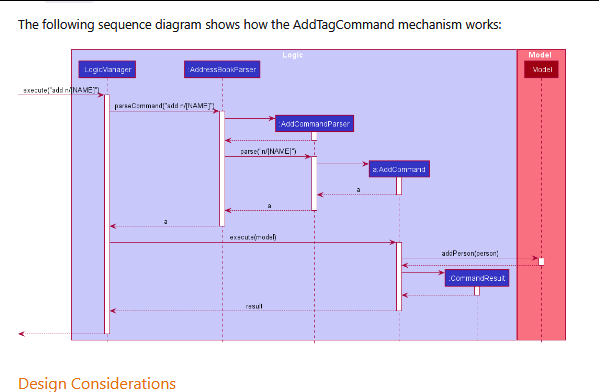 The following sequence diagram shows how the AddTagCommand mechanism works:
Logic
Model
:LogicManager
:AddressBookParser
:Model
execute("add n/[NAME]")
parseCommand("add n/[NAME]")
:AddCommandParser
parse("n/[NAME]")
a:AddCommand
a
a
a
execute(model)
addPerson(person)
:CommandResult
result
Design Considerations